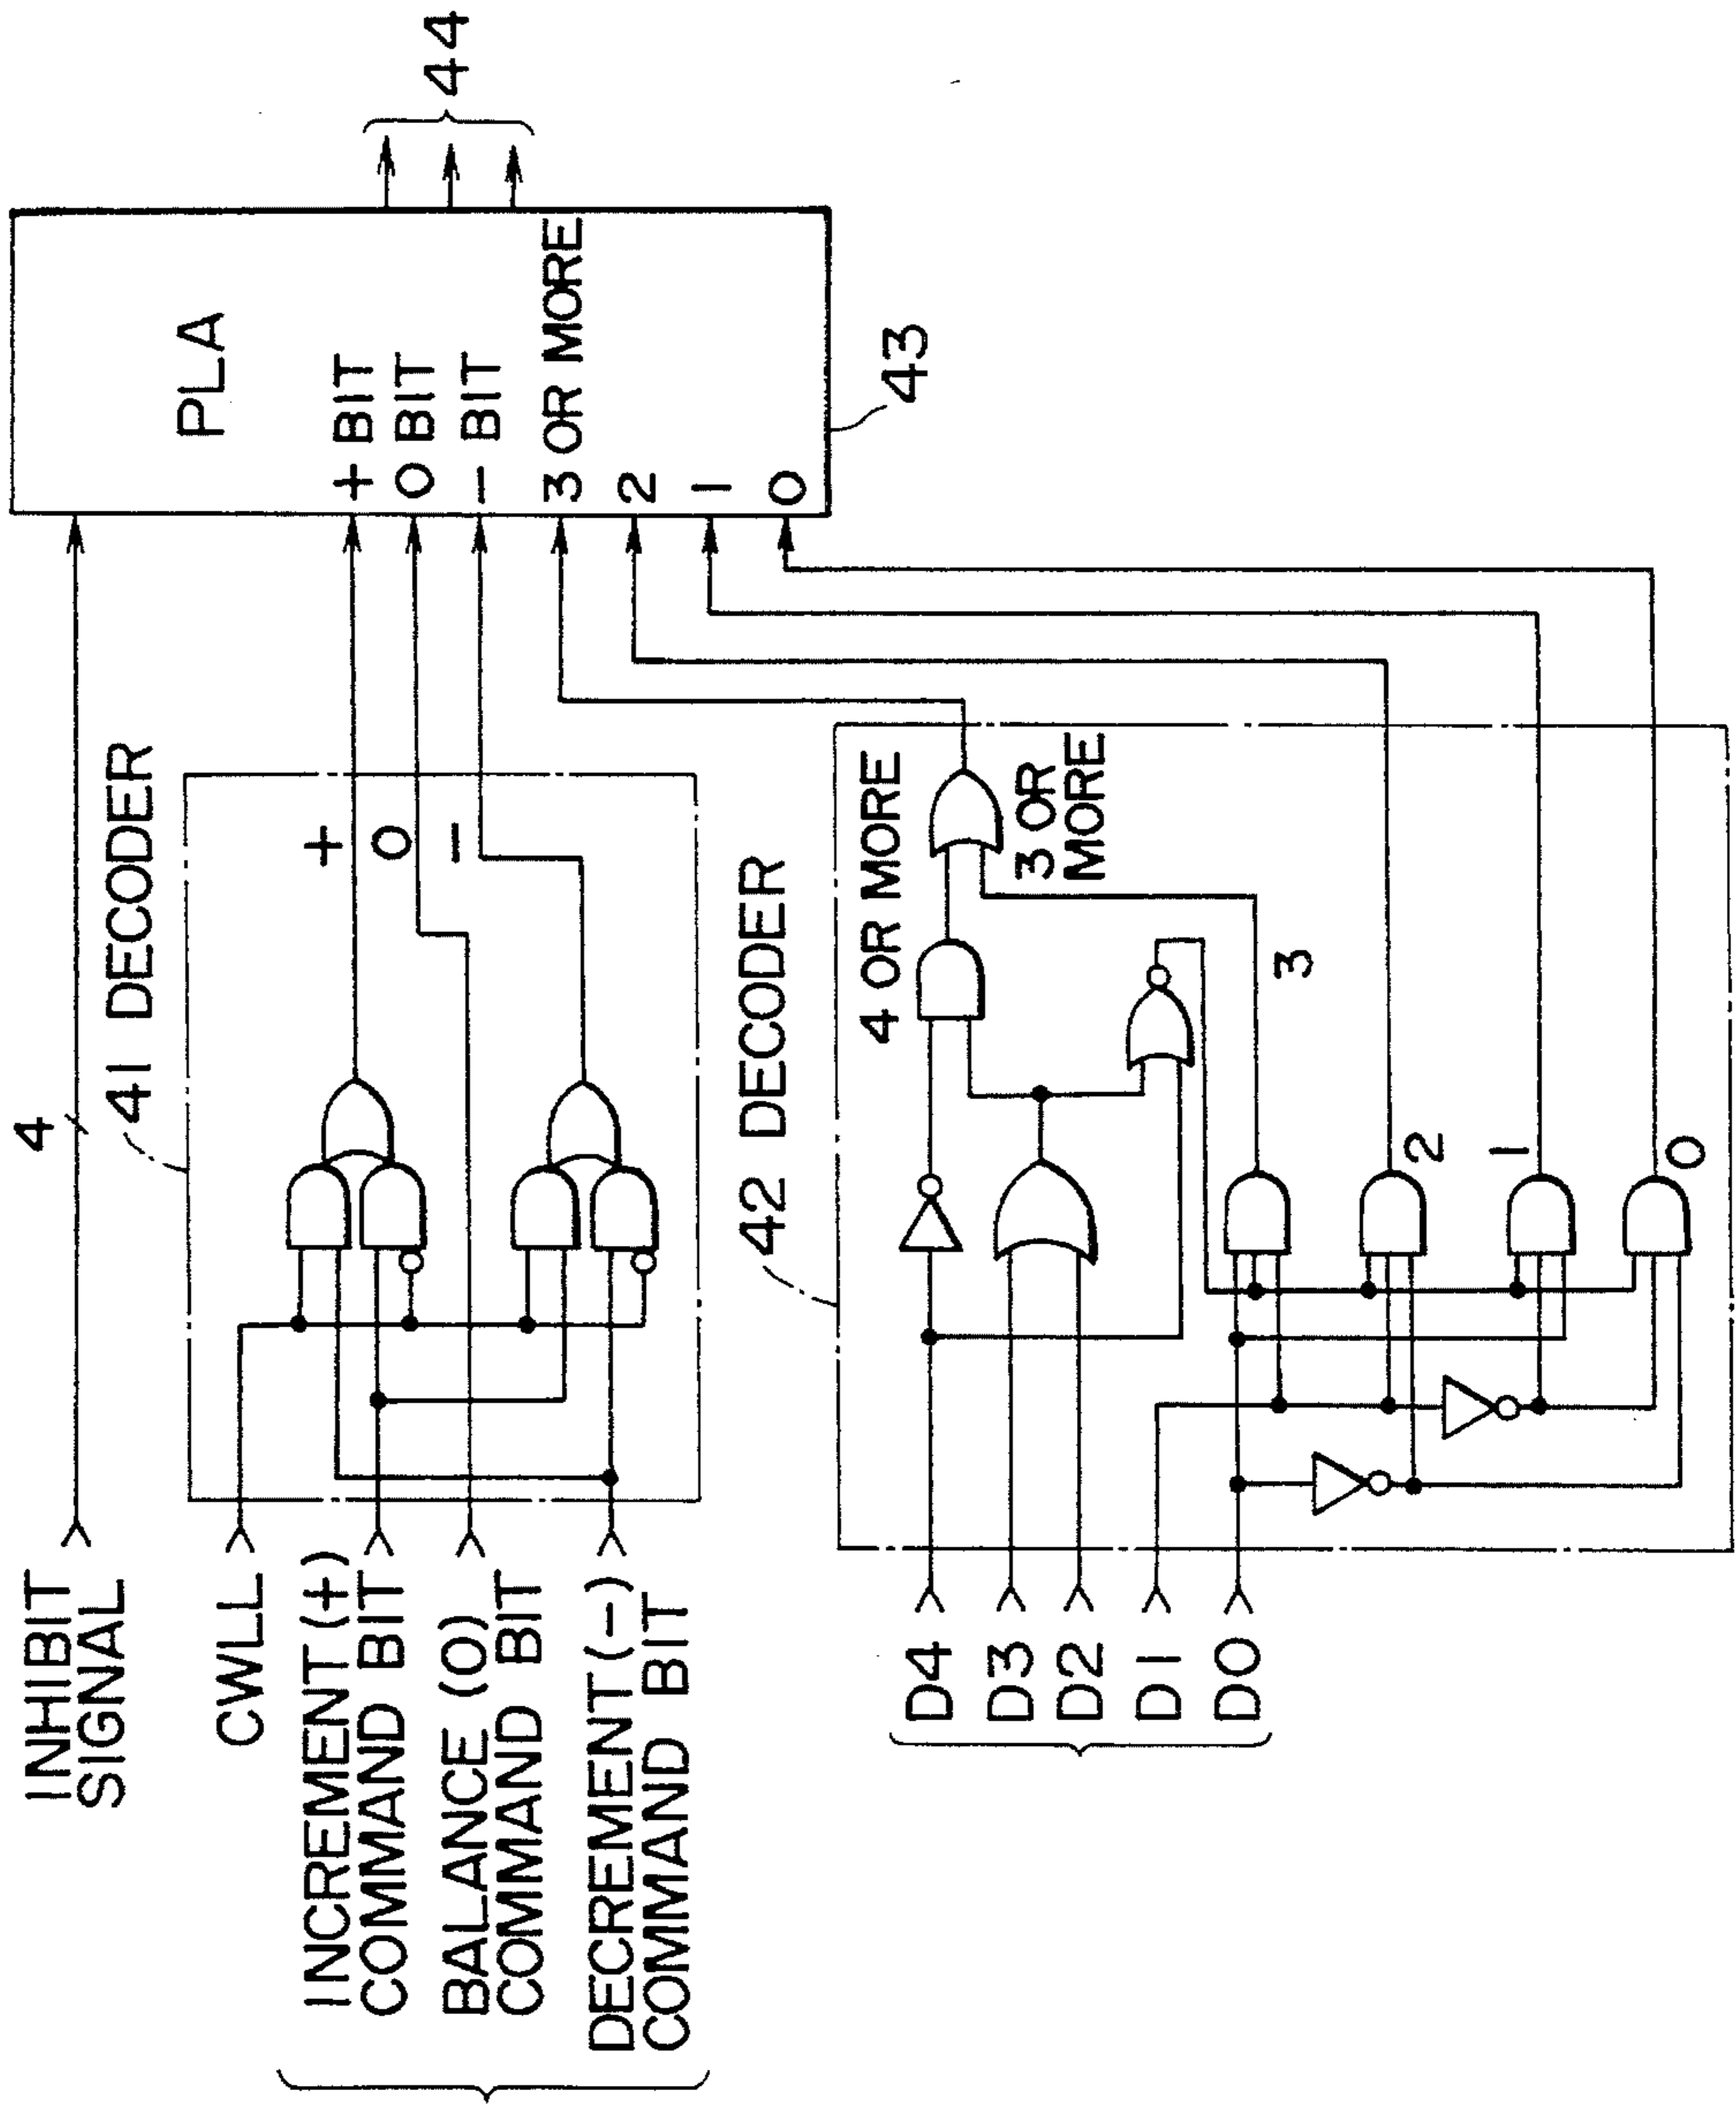 INHIBIT
SIGNAL
4
CWLL
INCREMENT(+)
COMMAND BIT
BALANCE (0)
COMMAND BIT
DECREMENT(-)
COMMAND BIT
41 DECODER
+
0
-
PLA
+ BIT
0 BIT
- BIT
3 OR MORE
2
1
0
44
43
42 DECODER
4 OR MORE
3 OR
MORE
3
2
1
0
D4
D3
D2
D1
D0